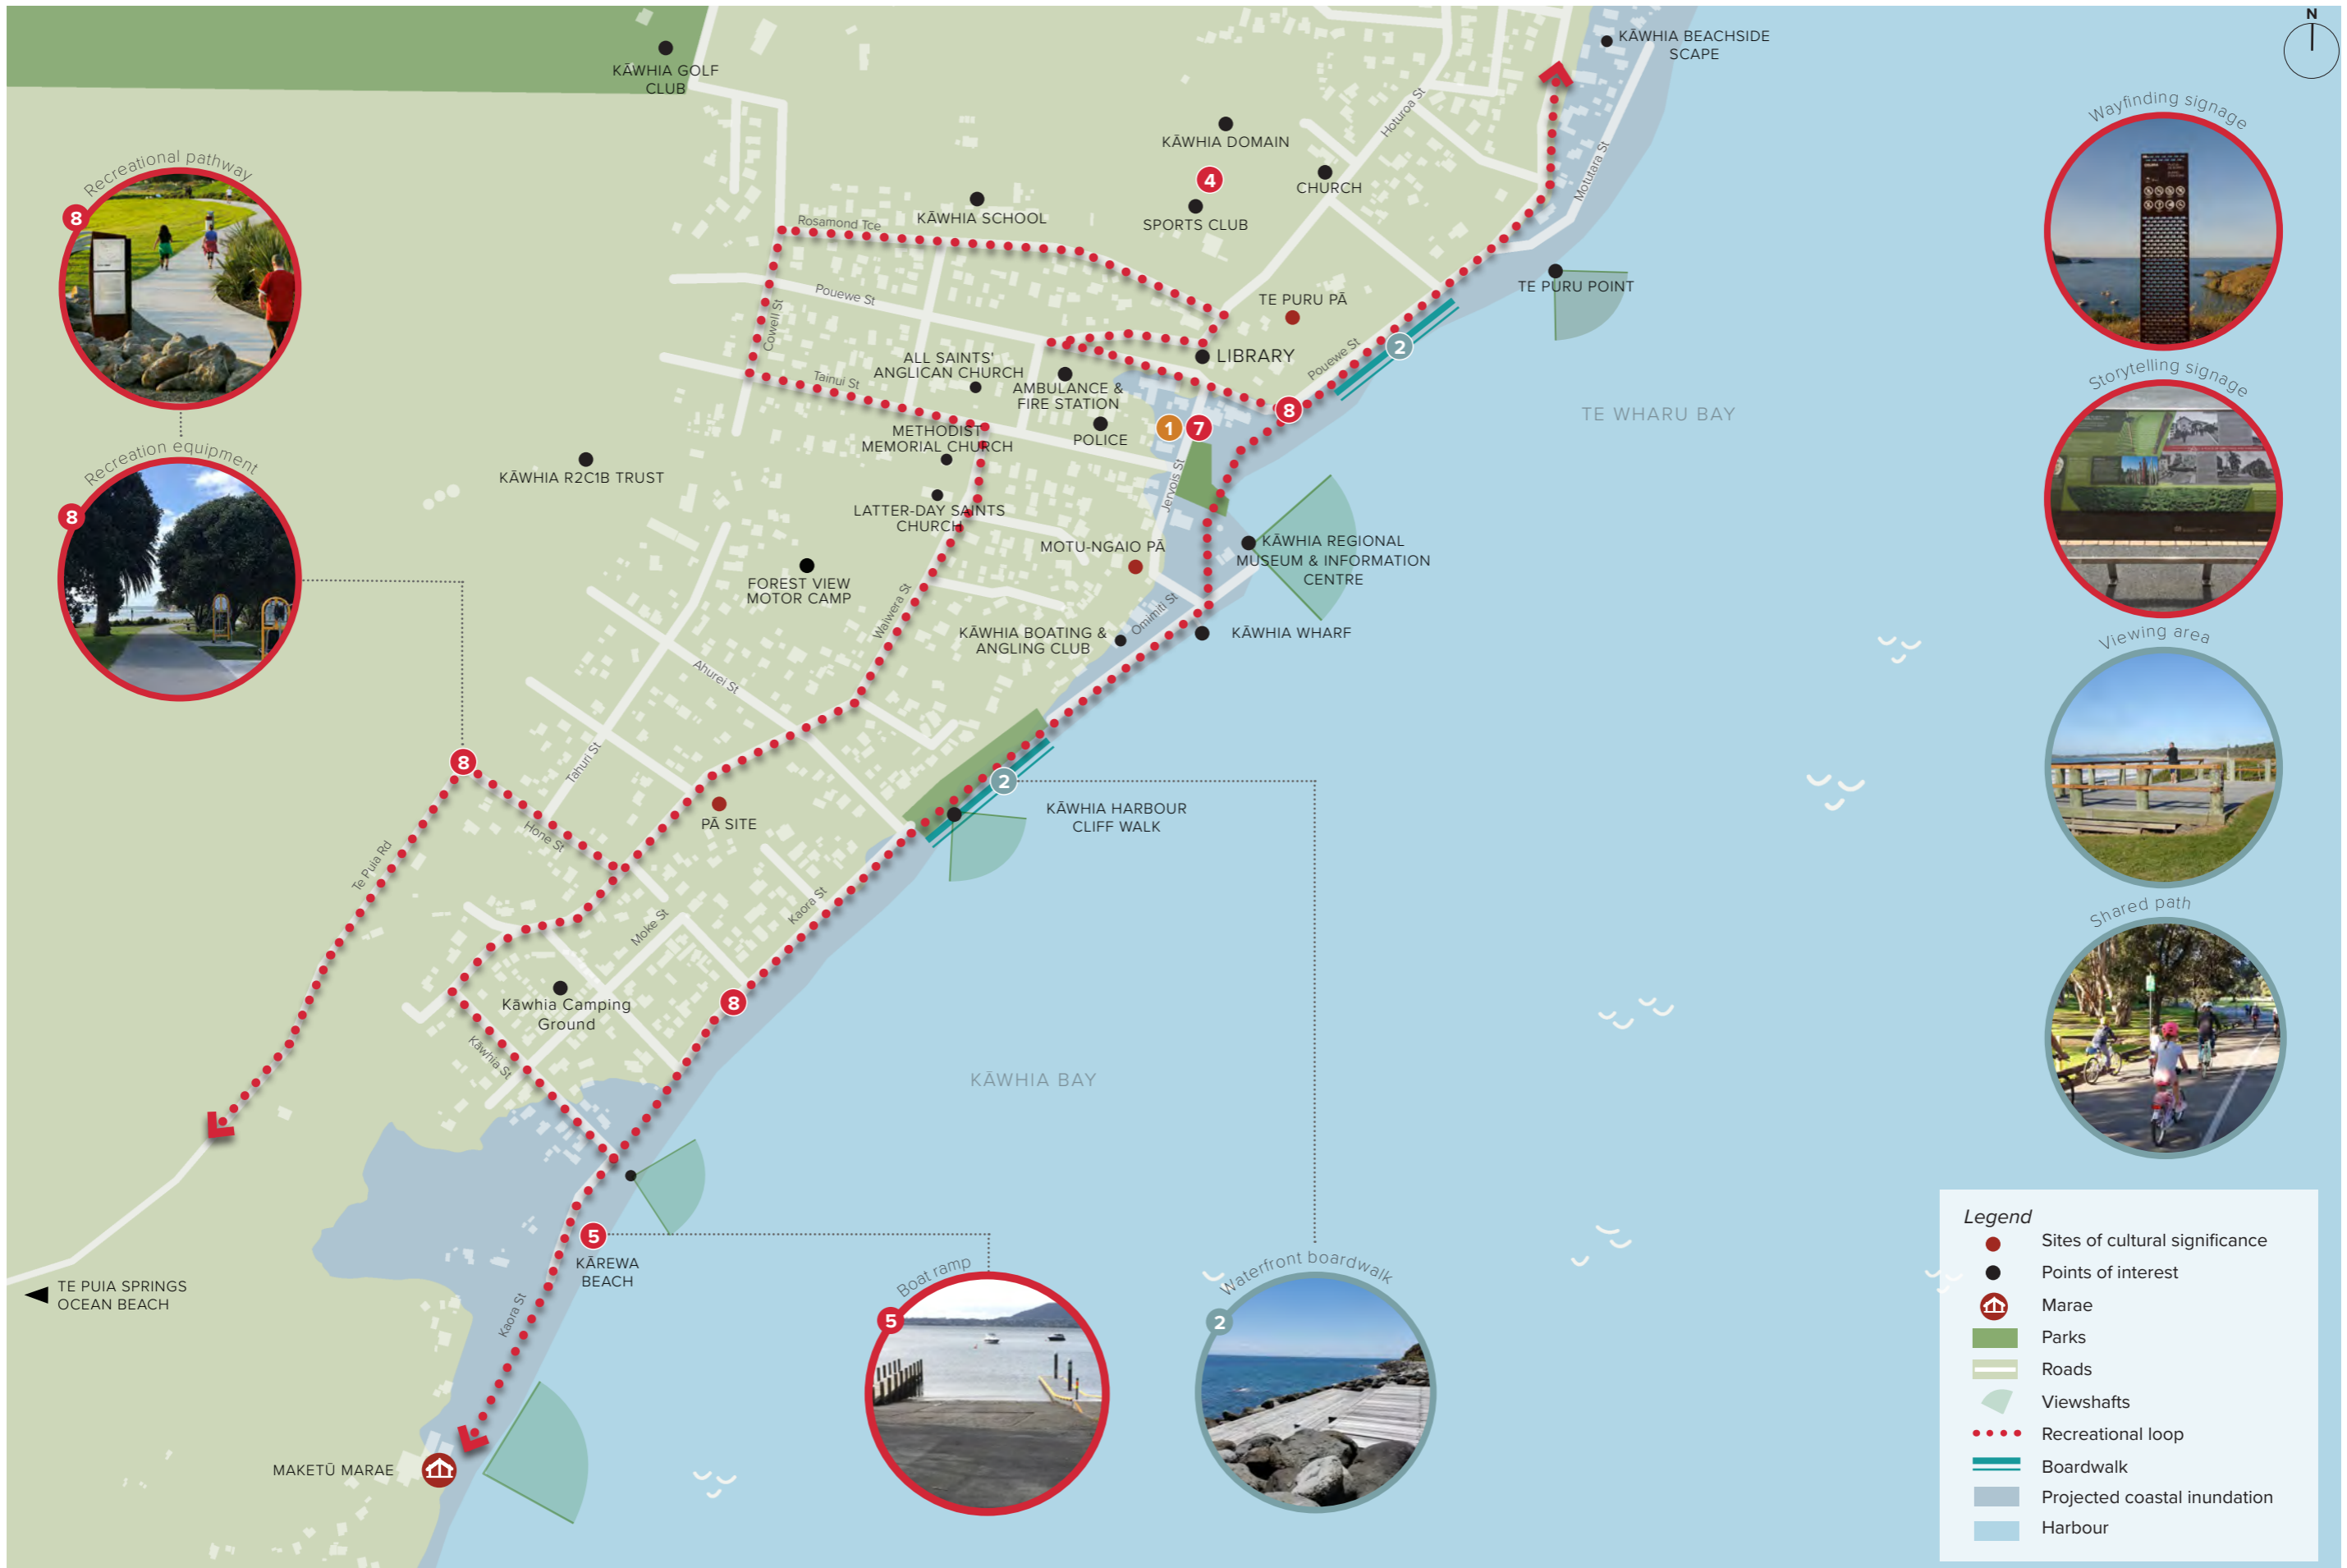 N
KĀWHIA BEACHSIDE
SCAPE
KĀWHIA GOLF
CLUB
Hoturoa St
KĀWHIA DOMAIN
4
CHURCH
SPORTS CLUB
Motutara St
Wayfinding signage
Recreational pathway
8
KĀWHIA SCHOOL
Rosamond Tce
TE PURU POINT
Pouewe St
TE PURU PĀ
Cowell St
LIBRARY
Pouewe St
2
ALL SAINTS'
ANGLICAN CHURCH
AMBULANCE &
FIRE STATION
Tainui St
8
TE WHARU BAY
Storytelling signage
1
7
POLICE
METHODIST
MEMORIAL CHURCH
Recreation equipment
8
KĀWHIA R2C1B TRUST
Jervois St
LATTER-DAY SAINTS
CHURCH
MOTU-NGAIO PĀ
KĀWHIA REGIONAL
MUSEUM & INFORMATION
CENTRE
FOREST VIEW
MOTOR CAMP
Waiwera St
Omimiti St
KĀWHIA BOATING &
ANGLING CLUB
KĀWHIA WHARF
Viewing area
Ahurei St
Tahuri St
8
2
KĀWHIA HARBOUR
CLIFF WALK
PĀ SITE
Hone St
Te Puia Rd
Kaora St
Moke St
Shared path
8
Kāwhia Camping
Ground
Kāwhia St
KĀWHIA BAY
5
KĀREWA
BEACH
TE PUIA SPRINGS
OCEAN BEACH
Kaora St
Boat ramp
5
Waterfront boardwalk
2
MAKETŪ MARAE
Legend
Sites of cultural significance
Points of interest
Marae
Parks
Roads
Viewshafts
Recreational loop
Boardwalk
Projected coastal inundation
Harbour